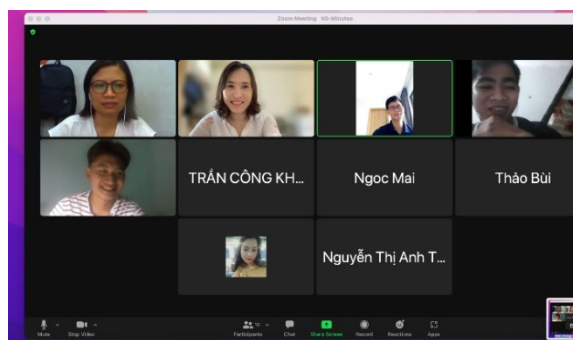 Zoom Meeting 40-Minutes
TRẦN CÔNG KH...
Ngoc Mai
Thảo Bùi
Nguyễn Thị Anh T...
Mute
Stop Video
Participants
Chat
Share Screen
Record
Reactions
Apps